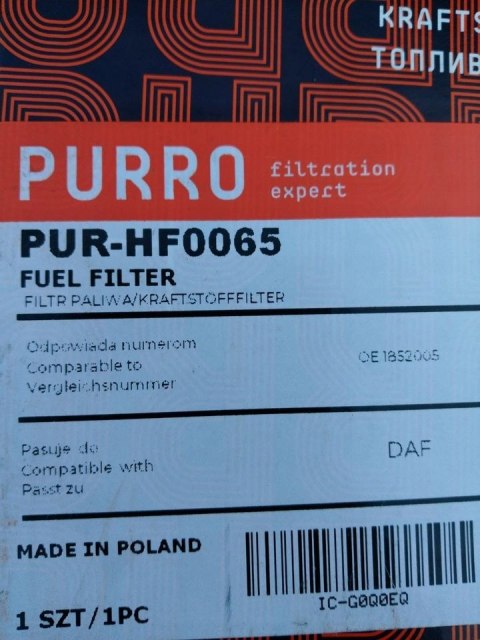 KRAFTS
ТОПЛИВ
PURRO
filtration
expert
PUR-HF0065
FUEL FILTER
FILTR PALIWA/KRAFTSTOFFFILTER
Odpowiada numerom
Comparable to
Vergleichsnummer
OE 1852005
Pasuje do
Compatible with
Passt zu
DAF
MADE IN POLAND
IC-G0Q0EQ
1 SZT/1PC